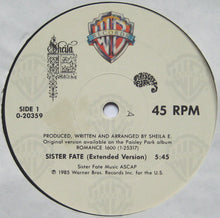 Sheila E.
SIDE 1
0-20359
45 RPM
PRODUCED, WRITTEN AND ARRANGED BY SHEILA E.
Original version available on the Paisley Park album
ROMANCE 1600 (1-25317)
SISTER FATE (Extended Version) 5:45
Sister Fate Music ASCAP
℗ 1985 Warner Bros. Records Inc. for the U.S.